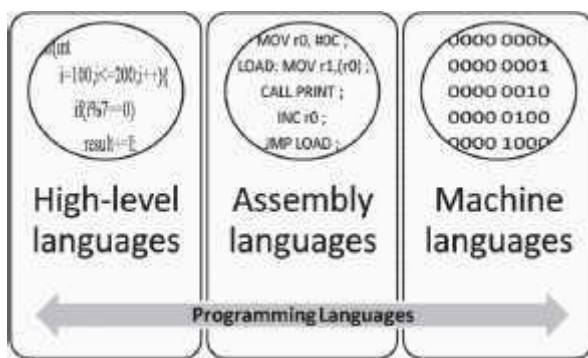 i=100;i<=200;i++){
if(i%7==0)
High-level
languages
MOV r0, #0C ;
LOAD: MOV r1,(r0) ;
CALL PRINT ;
INC r0 ;
JMP LOAD ;
Assembly
languages
0000 0000
0000 0001
0000 0010
0000 0100
0000 1000
Machine
languages
Programming Languages